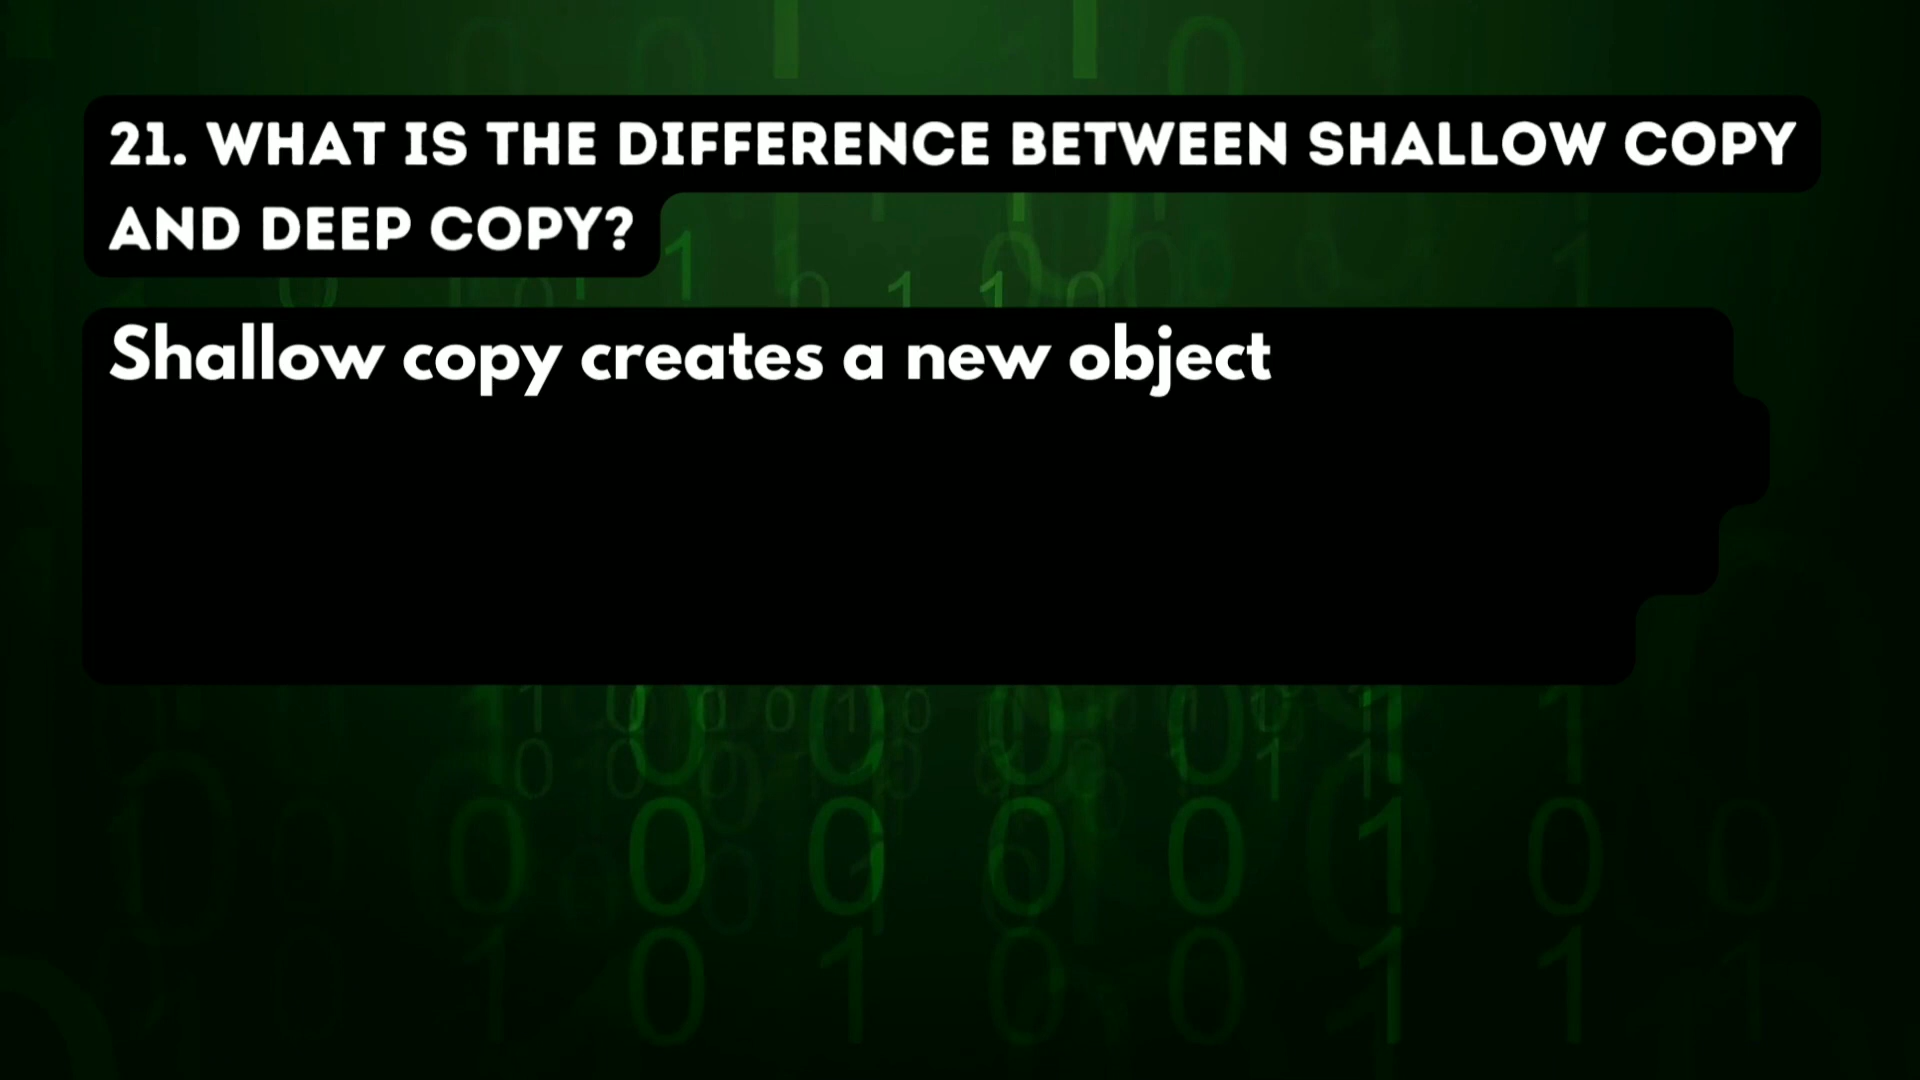 21. WHAT IS THE DIFFERENCE BETWEEN SHALLOW COPY
AND DEEP COPY?
Shallow copy creates a new object